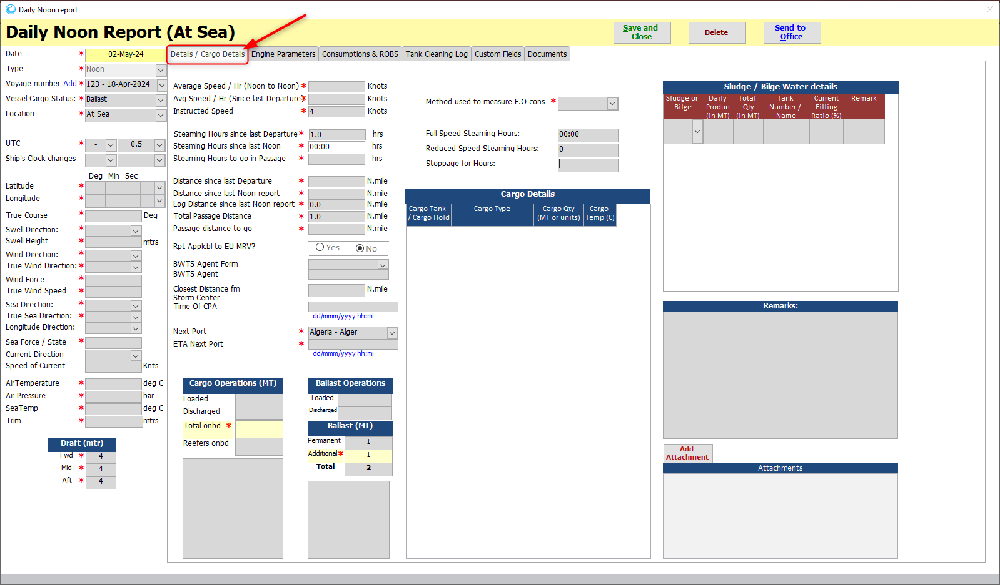 Daily Noon report
Daily Noon Report (At Sea)
Save and Close
Delete
Send to Office
Date * 02-May-24
Type * Noon
Voyage number Add * 123 - 18-Apr-2024
Vessel Cargo Status: * Ballast
Location * At Sea
UTC * - 0.5
Ship's Clock changes
Deg Min Sec
Latitude *
Longitude *
True Course * Deg
Swell Direction: *
Swell Height * mtrs
Wind Direction: *
True Wind Direction: *
Wind Force *
True Wind Speed *
Sea Direction: *
True Sea Direction: *
Longitude Direction:
Sea Force / State *
Current Direction
Speed of Current Knts
AirTemperature * deg C
Air Pressure * bar
SeaTemp * deg C
Trim * mtrs
Draft (mtr)
Fwd * 4
Mid * 4
Aft * 4
Details / Cargo Details
Engine Parameters
Consumptions & ROBS
Tank Cleaning Log
Custom Fields
Documents
Average Speed / Hr (Noon to Noon) * Knots
Avg Speed / Hr (Since last Departure) * Knots
Instructed Speed * 4 Knots
Steaming Hours since last Departure * 1.0 hrs
Steaming Hours since last Noon * 00:00 hrs
Steaming Hours to go in Passage * hrs
Distance since last Departure * N.mile
Distance since last Noon report * N.mile
Log Distance since last Noon report * 0.0 N.mile
Total Passage Distance * 1.0 N.mile
Passage distance to go * N.mile
Rpt Applcbl to EU-MRV? Yes No
BWTS Agent Form
BWTS Agent
Closest Distance fm
Storm Center
N.mile
Time Of CPA
dd/mmm/yyyy hh:mi
Next Port * Algeria - Alger
ETA Next Port *
dd/mmm/yyyy hh:mi
Cargo Operations (MT)
Loaded
Discharged
Total onbd *
Reefers onbd
Ballast Operations
Loaded
Discharged
Ballast (MT)
Permanent 1
Additional * 1
Total 2
Method used to measure F.O cons *
Full-Speed Steaming Hours: 00:00
Reduced-Speed Steaming Hours: 0
Stoppage for Hours:
Cargo Details
Cargo Tank / Cargo Hold
Cargo Type
Cargo Qty (MT or units)
Cargo Temp (C)
Sludge / Bilge Water details
Sludge or Bilge
Daily Produn (in MT)
Total Qty (in MT)
Tank Number / Name
Current Filling Ratio (%)
Remark
Remarks:
Add Attachment
Attachments